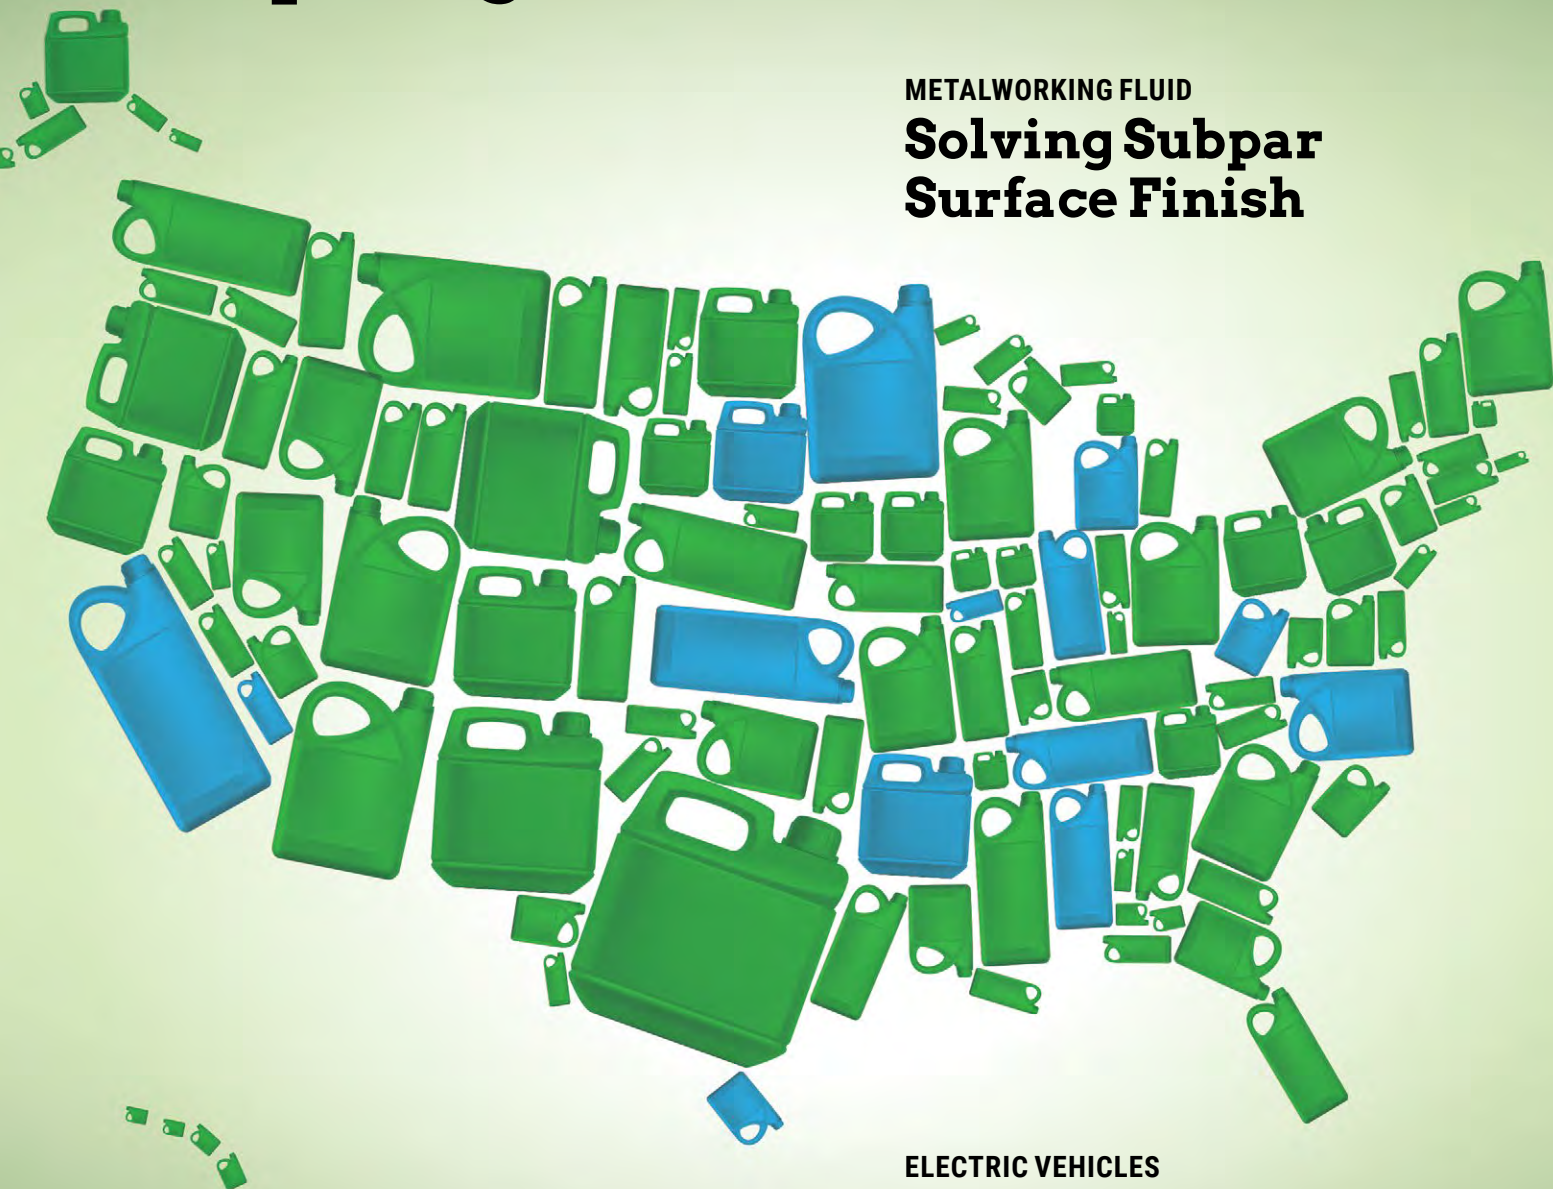 METALWORKING FLUID
Solving Subpar
Surface Finish
ELECTRIC VEHICLES